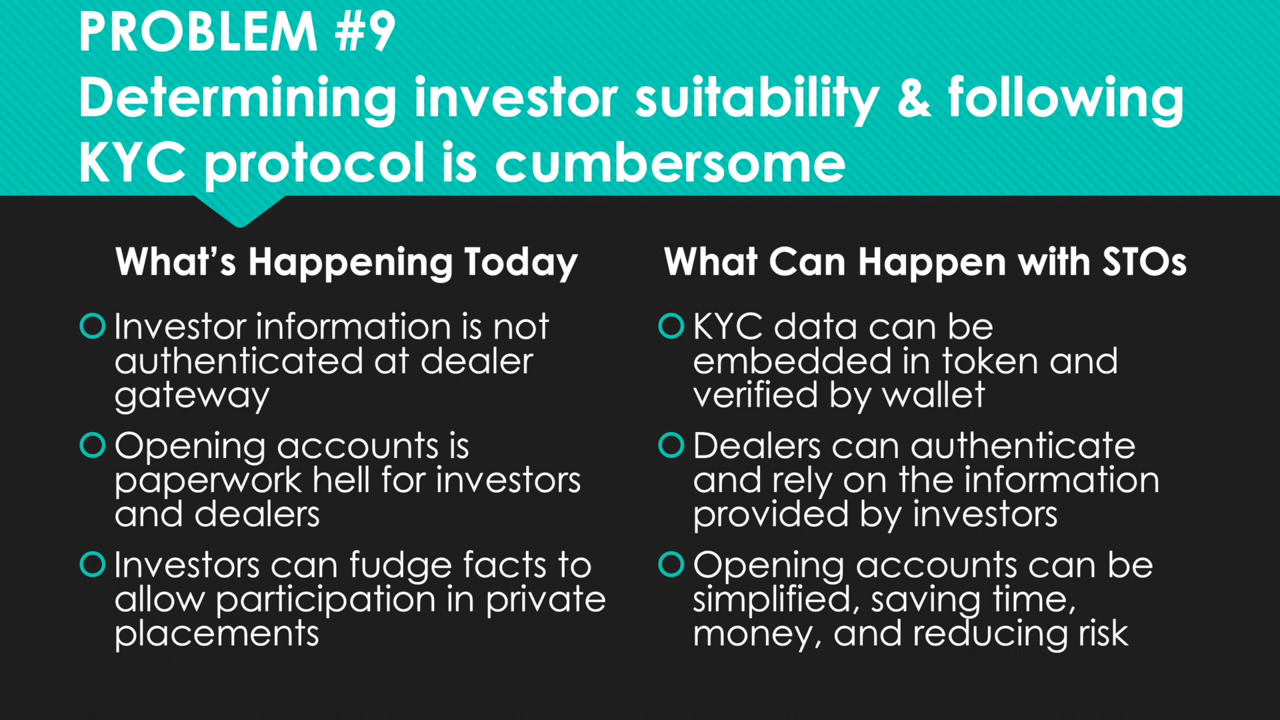 PROBLEM #9
Determining investor suitability & following
KYC protocol is cumbersome
What’s Happening Today
Investor information is not
authenticated at dealer
gateway
Opening accounts is
paperwork hell for investors
and dealers
Investors can fudge facts to
allow participation in private
placements
What Can Happen with STOs
KYC data can be
embedded in token and
verified by wallet
Dealers can authenticate
and rely on the information
provided by investors
Opening accounts can be
simplified, saving time,
money, and reducing risk